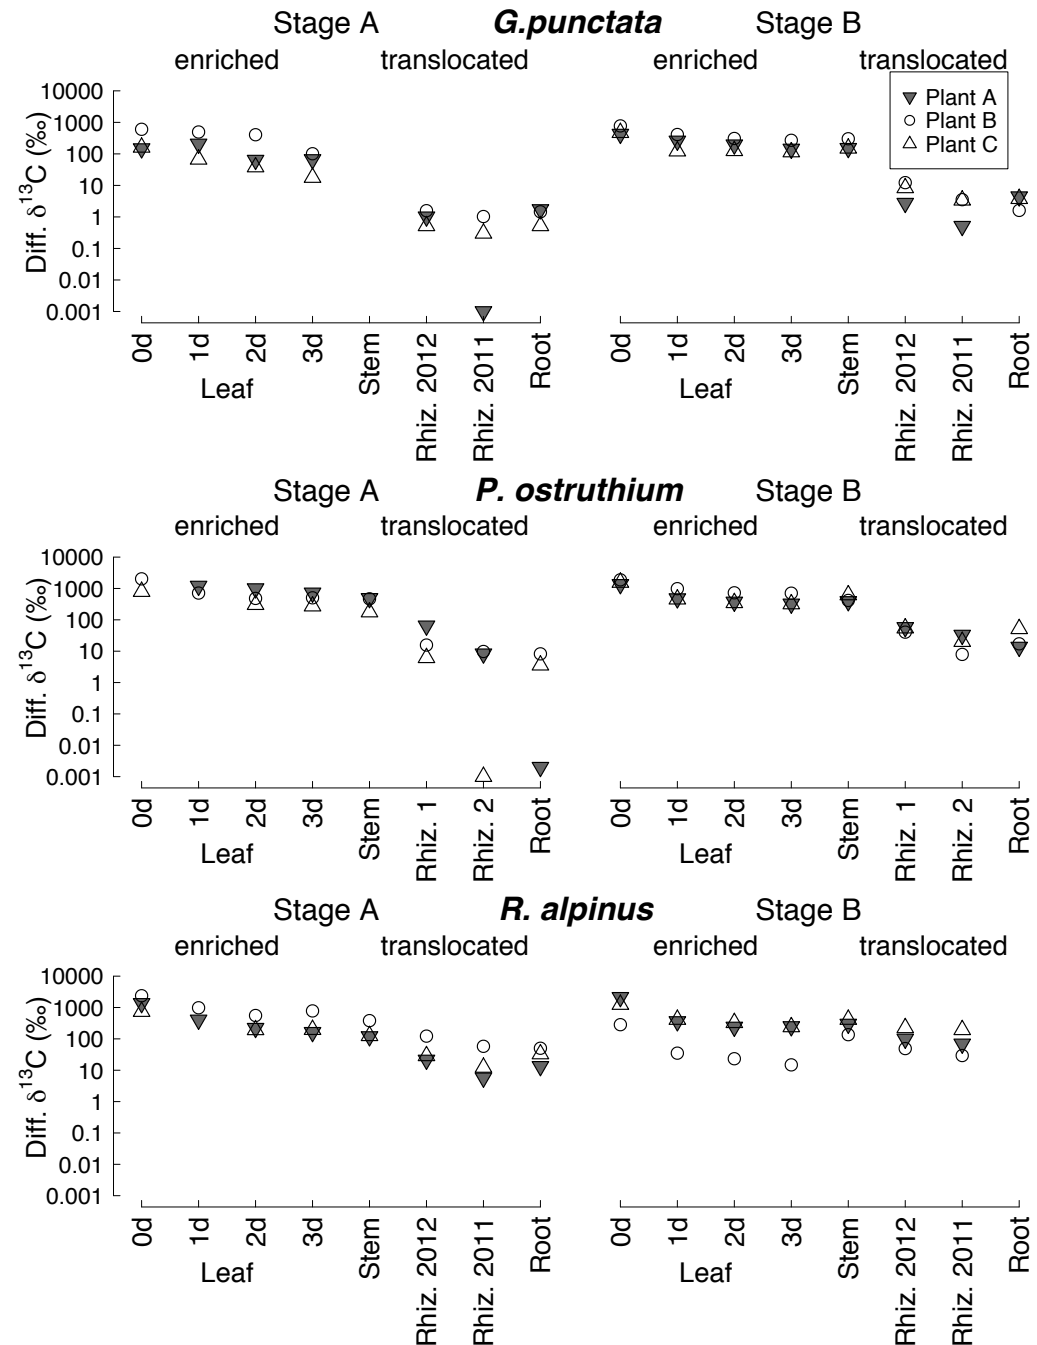 Stage A G.punctata Stage B
enriched translocated enriched translocated
Plant A
Plant B
Plant C
Diff. δ13C (‰)
10000
1000
100
10
1
0.1
0.01
0.001
0d 1d 2d 3d Stem Rhiz. 2012 Rhiz. 2011 Root
Leaf
0d 1d 2d 3d Stem Rhiz. 2012 Rhiz. 2011 Root
Leaf
Stage A P. ostruthium Stage B
enriched translocated enriched translocated
Diff. δ13C (‰)
10000
1000
100
10
1
0.1
0.01
0.001
0d 1d 2d 3d Stem Rhiz. 1 Rhiz. 2 Root
Leaf
0d 1d 2d 3d Stem Rhiz. 1 Rhiz. 2 Root
Leaf
Stage A R. alpinus Stage B
enriched translocated enriched translocated
Diff. δ13C (‰)
10000
1000
100
10
1
0.1
0.01
0.001
0d 1d 2d 3d Stem Rhiz. 2012 Rhiz. 2011 Root
Leaf
0d 1d 2d 3d Stem Rhiz. 2012 Rhiz. 2011 Root
Leaf